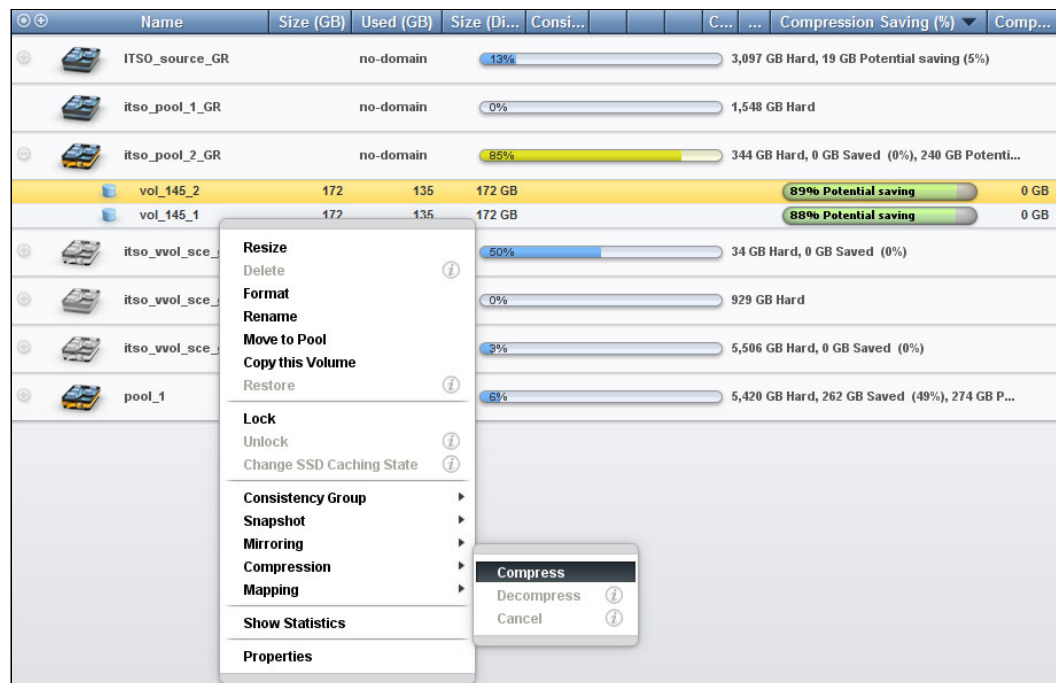 Name Size (GB) Used (GB) Size (Di... Consi... C... ... Compression Saving (%) Comp...
ITSO_source_GR no-domain 13% 3,097 GB Hard, 19 GB Potential saving (5%)
itso_pool_1_GR no-domain 0% 1,548 GB Hard
itso_pool_2_GR no-domain 85% 344 GB Hard, 0 GB Saved (0%), 240 GB Potenti...
vol_145_2 172 135 172 GB 89% Potential saving 0 GB
vol_145_1 172 135 172 GB 88% Potential saving 0 GB
itso_vvol_sce_ 50% 34 GB Hard, 0 GB Saved (0%)
itso_vvol_sce_ 0% 929 GB Hard
itso_vvol_sce_ 3% 5,506 GB Hard, 0 GB Saved (0%)
pool_1 6% 5,420 GB Hard, 262 GB Saved (49%), 274 GB P...
Resize
Delete
Format
Rename
Move to Pool
Copy this Volume
Restore
Lock
Unlock
Change SSD Caching State
Consistency Group
Snapshot
Mirroring
Compression
Mapping
Show Statistics
Properties
Compress
Decompress
Cancel